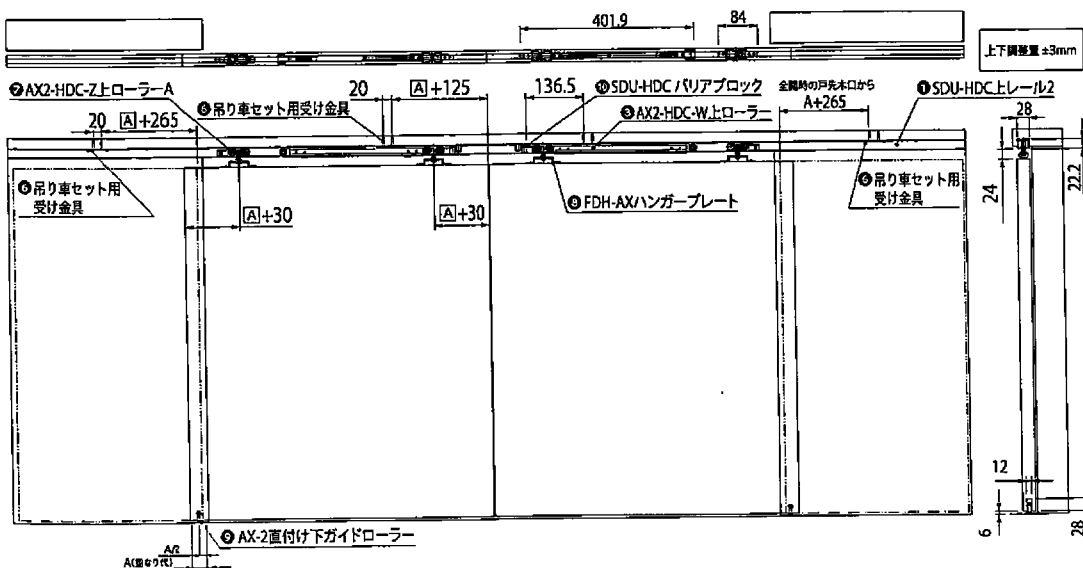 401.9
84
上下調整量 ±3mm
❼AX2-HDC-Z上ローラーA
❻吊り車セット用受け金具
A+125
❿SDU-HDC バリアブロック
全開時の戸先木口から
A+265
❶SDU-HDC上レール2
20
A+265
20
136.5
❸AX2-HDC-W上ローラー
28
❻吊り車セット用
受け金具
A+30
A+30
❽FDH-AXハンガープレート
❻吊り車セット用
受け金具
24
22.2
12
6
28
❾AX-2直付け下ガイドローラー
A/2
A(重なり代)